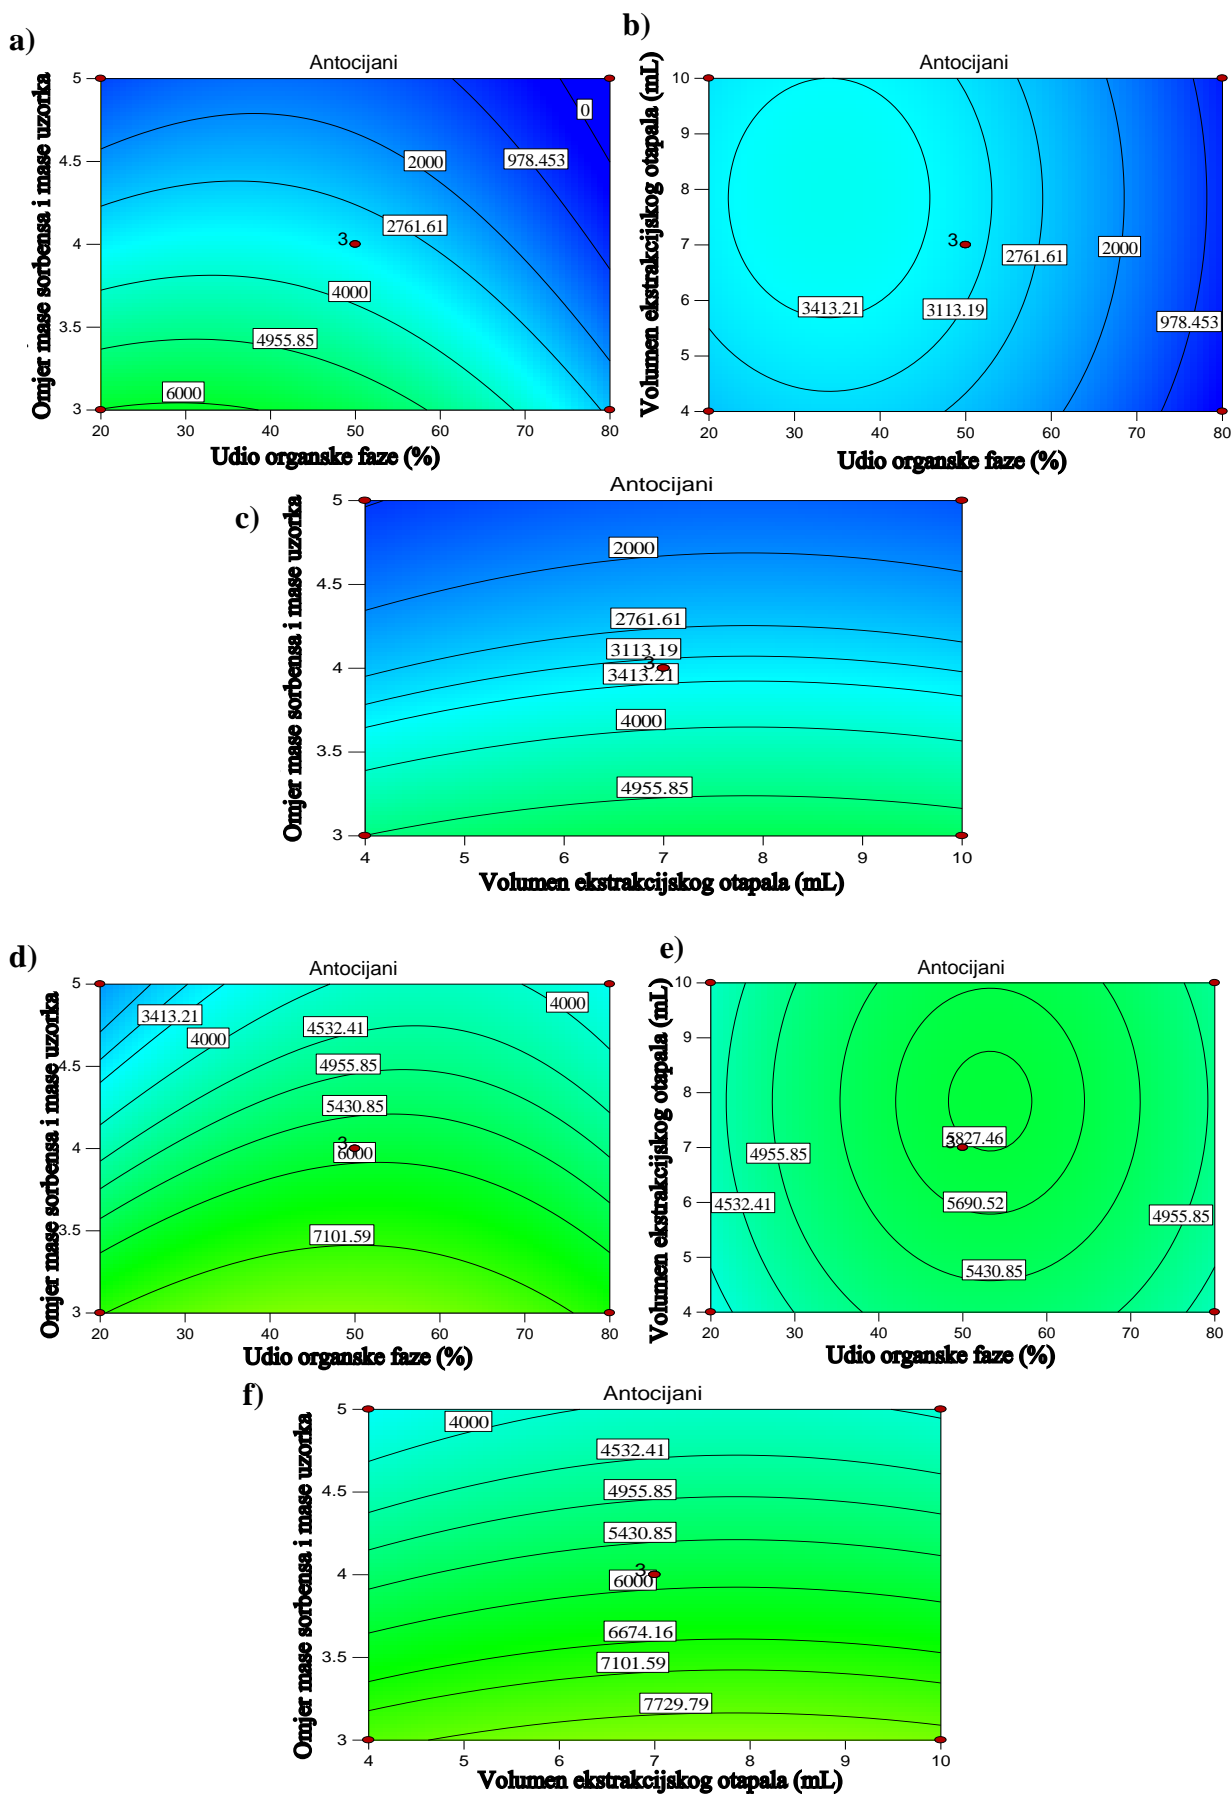 a)
Antocijani
Omjer mase sorbensa i mase uzorka
5
4.5
4
3.5
3
0
978.453
2000
2761.61
3
4000
4955.85
6000
20 30 40 50 60 70 80
Udio organske faze (%)
b)
Antocijani
Volumen ekstrakcijskog otapala (mL)
10
9
8
7
6
5
4
3
2761.61
2000
3413.21
3113.19
978.453
20 30 40 50 60 70 80
Udio organske faze (%)
c)
Antocijani
Omjer mase sorbensa i mase uzorka
5
4.5
4
3.5
3
2000
2761.61
3113.19
3
3413.21
4000
4955.85
4 5 6 7 8 9 10
Volumen ekstrakcijskog otapala (mL)
d)
Antocijani
Omjer mase sorbensa i mase uzorka
5
4.5
4
3.5
3
3413.21
4000
4532.41
4000
4955.85
5430.85
3
6000
7101.59
20 30 40 50 60 70 80
Udio organske faze (%)
e)
Antocijani
Volumen ekstrakcijskog otapala (mL)
10
9
8
7
6
5
4
3
5827.46
4955.85
4532.41
5690.52
4955.85
5430.85
20 30 40 50 60 70 80
Udio organske faze (%)
f)
Antocijani
Omjer mase sorbensa i mase uzorka
5
4.5
4
3.5
3
4000
4532.41
4955.85
5430.85
3
6000
6674.16
7101.59
7729.79
4 5 6 7 8 9 10
Volumen ekstrakcijskog otapala (mL)